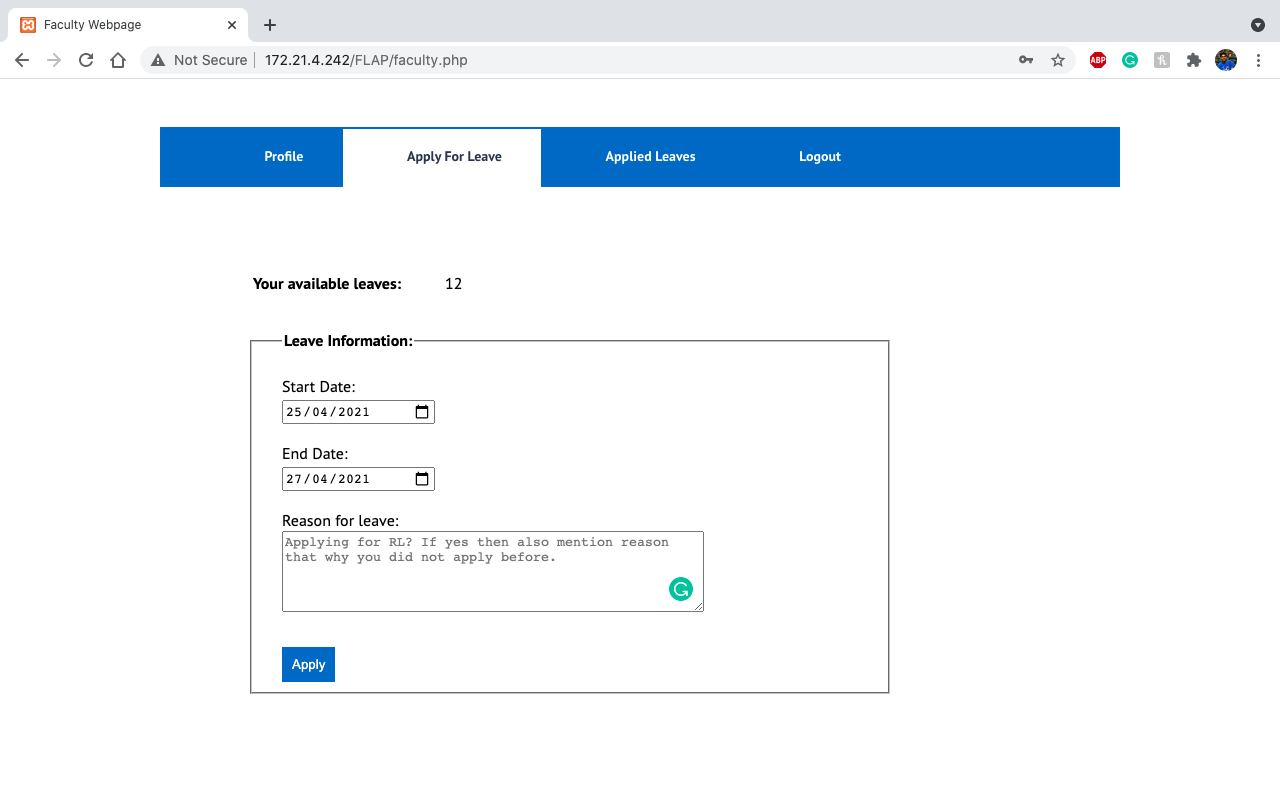 Faculty Webpage
Not Secure 172.21.4.242/FLAP/faculty.php
ABP
Profile Apply For Leave Applied Leaves Logout
Your available leaves: 12
Leave Information:
Start Date:
25/04/2021
End Date:
27/04/2021
Reason for leave:
Applying for RL? If yes then also mention reason
that why you did not apply before.
Apply